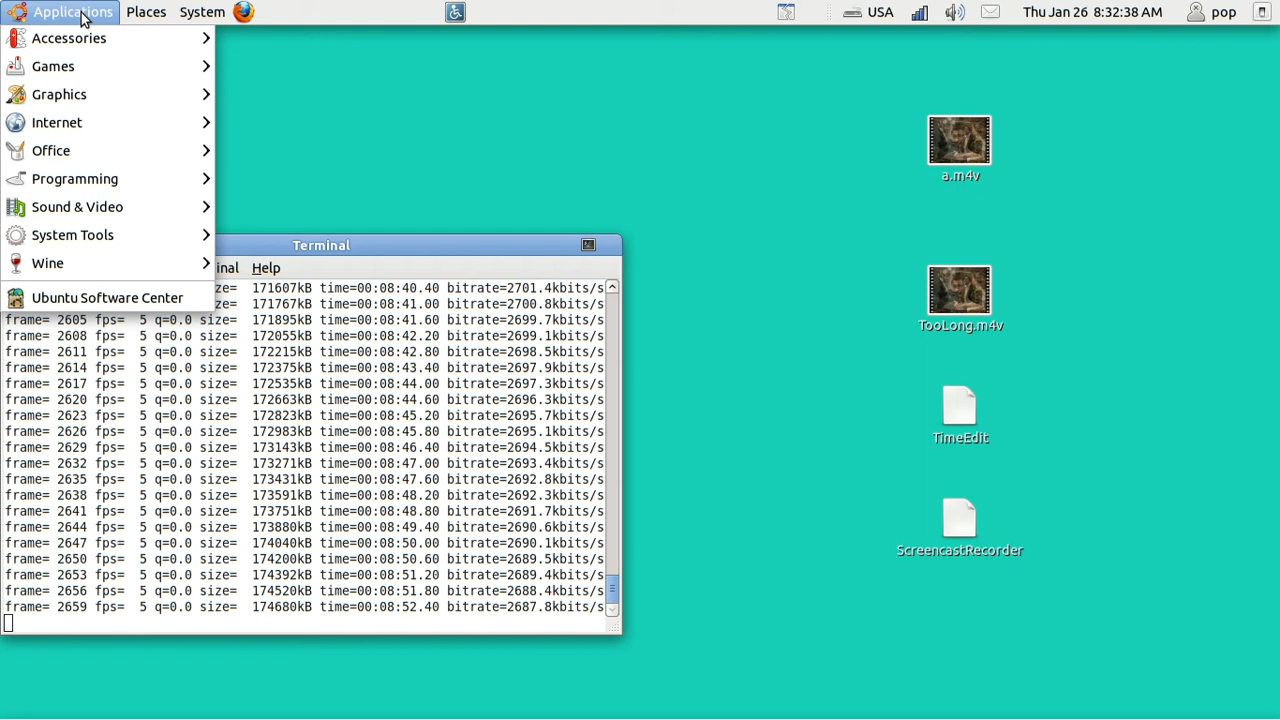 Applications Places System USA Thu Jan 26 8:32:38 AM pop
Accessories
Games
Graphics
Internet
Office
Programming
Sound & Video
System Tools
Wine
Ubuntu Software Center
Terminal
inal Help
ze= 171607kB time=00:08:40.40 bitrate=2701.4kbits/s
ze= 171767kB time=00:08:41.00 bitrate=2700.8kbits/s
frame= 2605 fps= 5 q=0.0 size= 171895kB time=00:08:41.60 bitrate=2699.7kbits/s
frame= 2608 fps= 5 q=0.0 size= 172055kB time=00:08:42.20 bitrate=2699.1kbits/s
frame= 2611 fps= 5 q=0.0 size= 172215kB time=00:08:42.80 bitrate=2698.5kbits/s
frame= 2614 fps= 5 q=0.0 size= 172375kB time=00:08:43.40 bitrate=2697.9kbits/s
frame= 2617 fps= 5 q=0.0 size= 172535kB time=00:08:44.00 bitrate=2697.3kbits/s
frame= 2620 fps= 5 q=0.0 size= 172663kB time=00:08:44.60 bitrate=2696.3kbits/s
frame= 2623 fps= 5 q=0.0 size= 172823kB time=00:08:45.20 bitrate=2695.7kbits/s
frame= 2626 fps= 5 q=0.0 size= 172983kB time=00:08:45.80 bitrate=2695.1kbits/s
frame= 2629 fps= 5 q=0.0 size= 173143kB time=00:08:46.40 bitrate=2694.5kbits/s
frame= 2632 fps= 5 q=0.0 size= 173271kB time=00:08:47.00 bitrate=2693.4kbits/s
frame= 2635 fps= 5 q=0.0 size= 173431kB time=00:08:47.60 bitrate=2692.8kbits/s
frame= 2638 fps= 5 q=0.0 size= 173591kB time=00:08:48.20 bitrate=2692.3kbits/s
frame= 2641 fps= 5 q=0.0 size= 173751kB time=00:08:48.80 bitrate=2691.7kbits/s
frame= 2644 fps= 5 q=0.0 size= 173880kB time=00:08:49.40 bitrate=2690.6kbits/s
frame= 2647 fps= 5 q=0.0 size= 174040kB time=00:08:50.00 bitrate=2690.1kbits/s
frame= 2650 fps= 5 q=0.0 size= 174200kB time=00:08:50.60 bitrate=2689.5kbits/s
frame= 2653 fps= 5 q=0.0 size= 174392kB time=00:08:51.20 bitrate=2689.4kbits/s
frame= 2656 fps= 5 q=0.0 size= 174520kB time=00:08:51.80 bitrate=2688.4kbits/s
frame= 2659 fps= 5 q=0.0 size= 174680kB time=00:08:52.40 bitrate=2687.8kbits/s
a.m4v
TooLong.m4v
TimeEdit
ScreencastRecorder